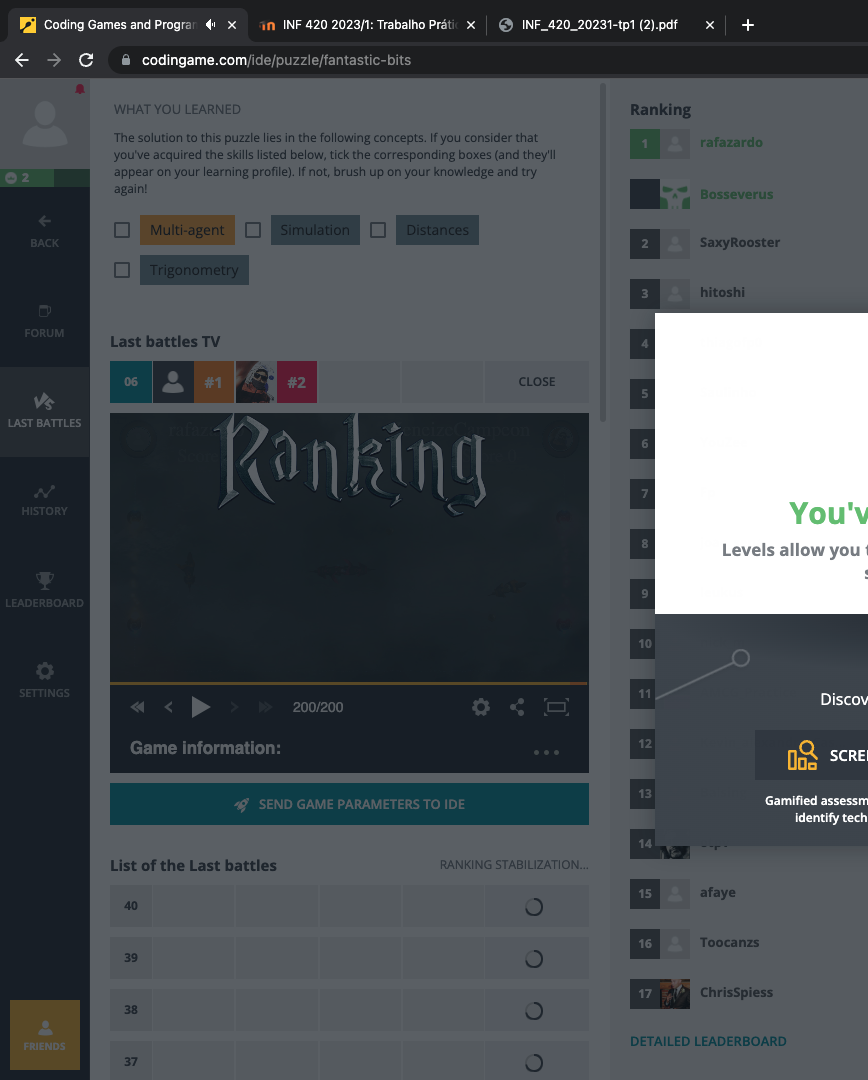 Coding Games and Progran
INF 420 2023/1: Trabalho Práti
INF_420_20231-tp1 (2).pdf
codingame.com/ide/puzzle/fantastic-bits
2
BACK
FORUM
LAST BATTLES
HISTORY
LEADERBOARD
SETTINGS
FRIENDS
WHAT YOU LEARNED
The solution to this puzzle lies in the following concepts. If you consider that
you've acquired the skills listed below, tick the corresponding boxes (and they'll
appear on your learning profile). If not, brush up on your knowledge and try
again!
Multi-agent
Simulation
Distances
Trigonometry
Last battles TV
06
#1
#2
CLOSE
Ranking
200/200
Game information:
SEND GAME PARAMETERS TO IDE
List of the Last battles
RANKING STABILIZATION...
40
39
38
37
Ranking
1 rafazardo
Bosseverus
2 SaxyRooster
3 hitoshi
4
5
6
7
8
9
10
11
12
13
14
15 afaye
16 Toocanzs
17 ChrisSpiess
DETAILED LEADERBOARD
You'v
Levels allow you t
s
Discov
SCREE
Gamified assessm
identify tech